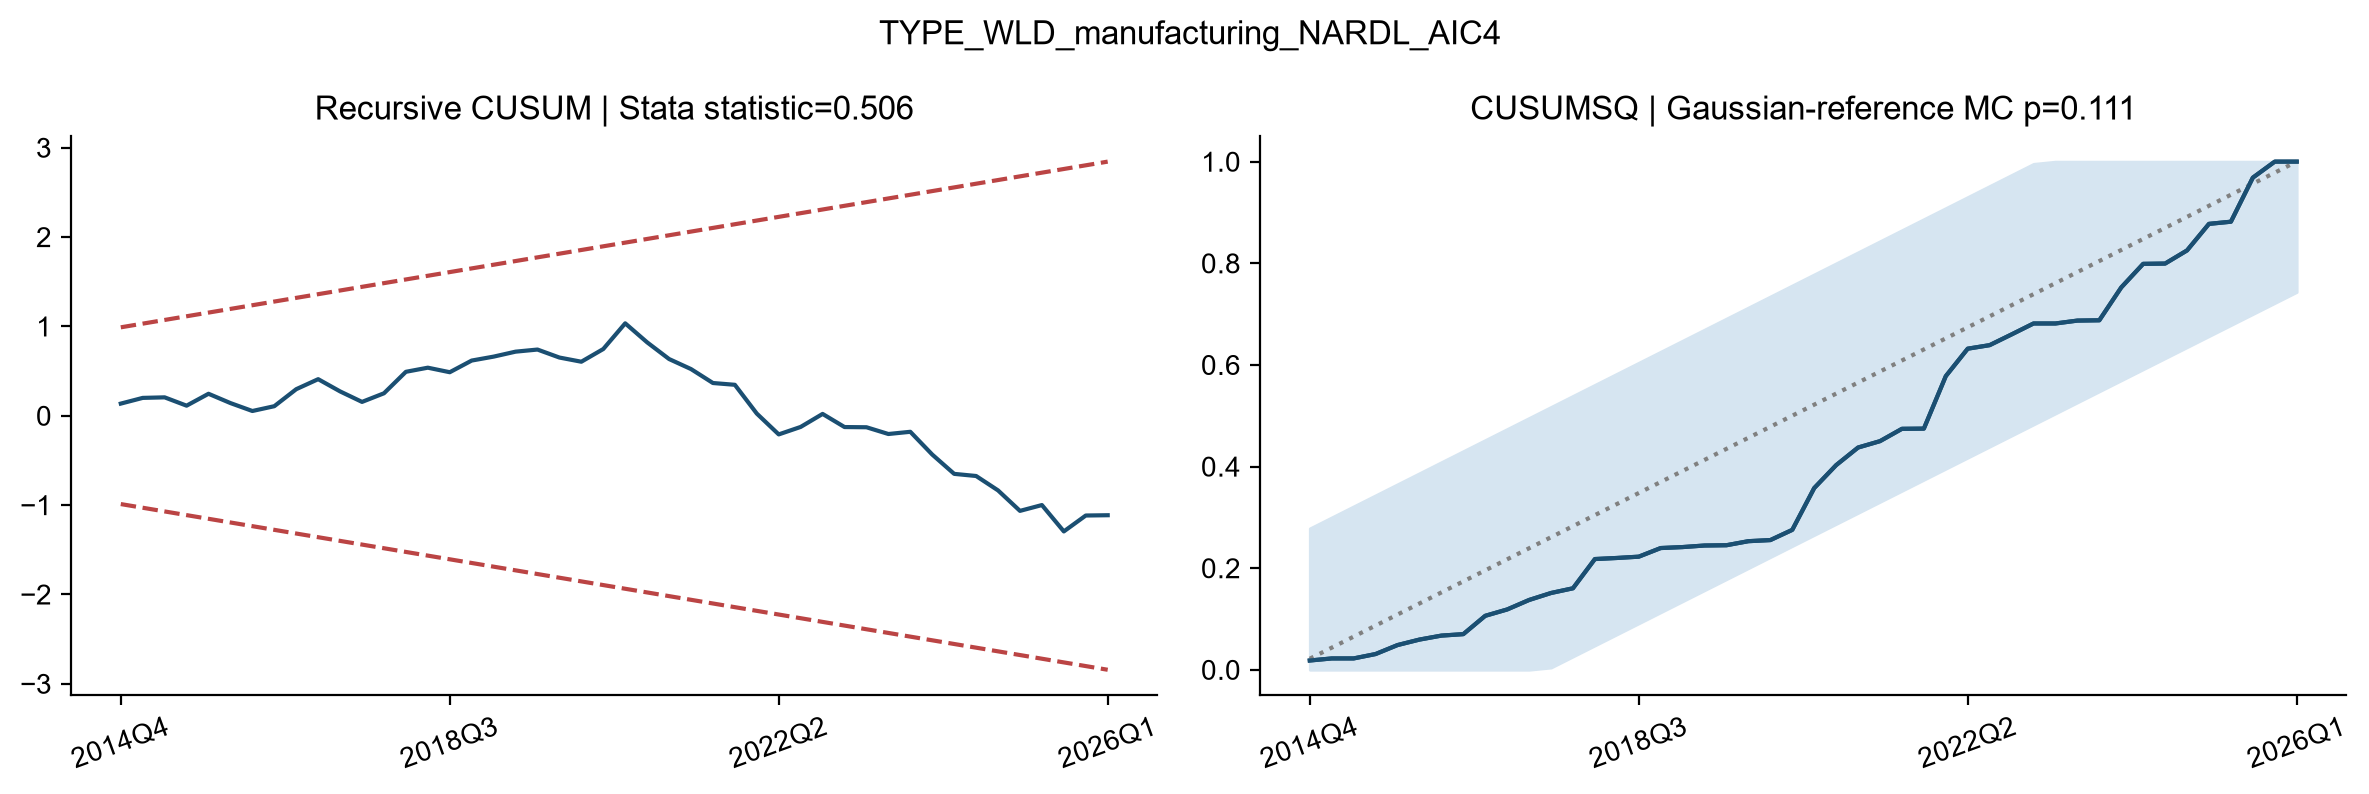 TYPE_WLD_manufacturing_NARDL_AIC4
Recursive CUSUM | Stata statistic=0.506
3
2
1
0
−1
−2
−3
2014Q4
2018Q3
2022Q2
2026Q1
CUSUMSQ | Gaussian-reference MC p=0.111
1.0
0.8
0.6
0.4
0.2
0.0
2014Q4
2018Q3
2022Q2
2026Q1